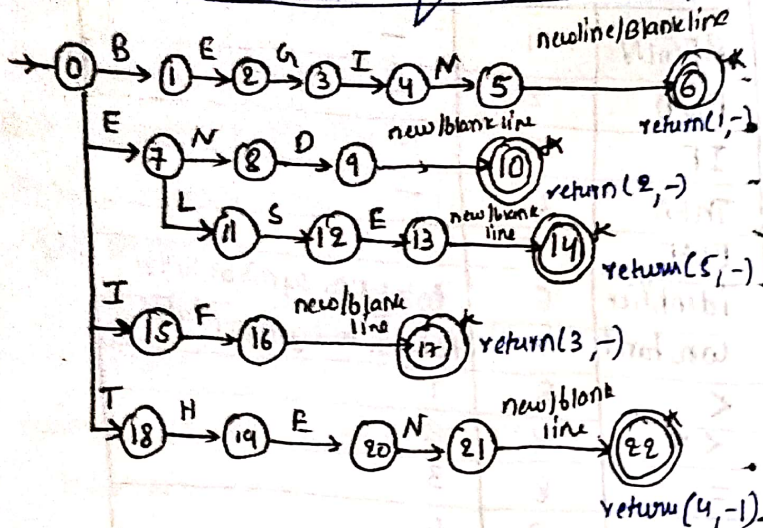 newline/Blank line
0 B 1 E 2 G 3 I 4 N 5 6 *
return(1,-)
E 7 N 8 D 9 new/blank line 10 *
return(2,-)
L 11 S 12 E 13 new/blank line 14 *
return(5,-)
I 15 F 16 new/blank line 17 * return(3,-)
T 18 H 19 E 20 N 21 new/blank line 22 *
return(4,-1)